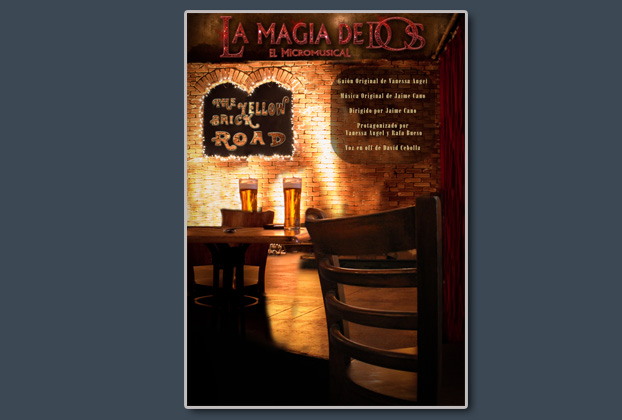 LA MAGIA DE DOS
EL MICROMUSICAL
THE YELLOW
BRICK
ROAD
Guión Original de Vanessa Angel
Música Original de Jaime Cano
Dirigido por Jaime Cano
Protagonizado por
Vanessa Angel y Rafa Bueso
Voz en off de David Cebolla